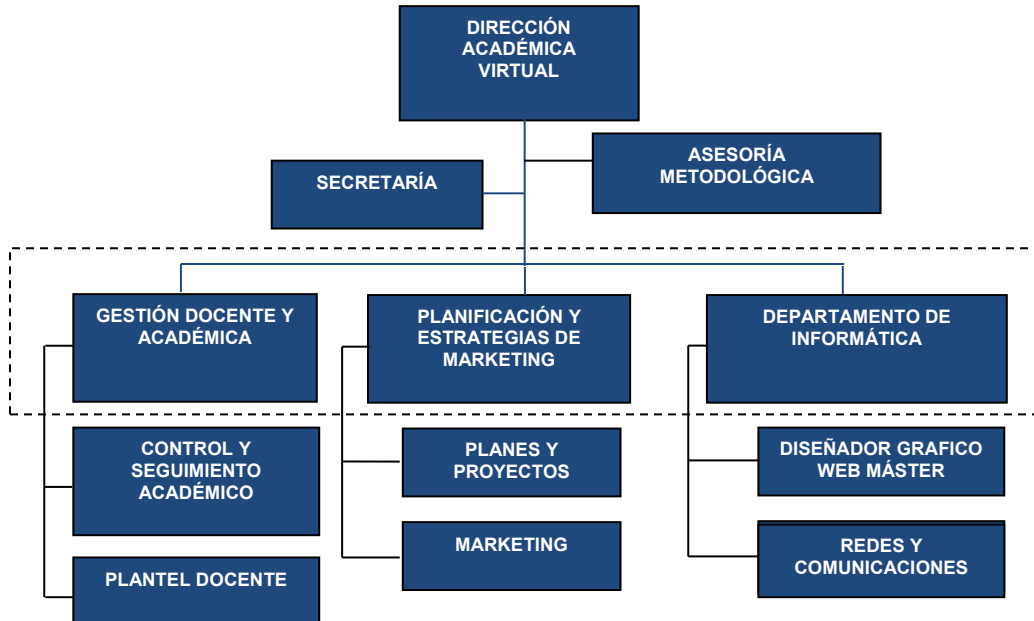 DIRECCIÓN
ACADÉMICA
VIRTUAL
ASESORÍA
METODOLÓGICA
SECRETARÍA
GESTIÓN DOCENTE Y
ACADÉMICA
PLANIFICACIÓN Y
ESTRATEGIAS DE
MARKETING
DEPARTAMENTO DE
INFORMÁTICA
CONTROL Y
SEGUIMIENTO
ACADÉMICO
PLANES Y
PROYECTOS
DISEÑADOR GRAFICO
WEB MÁSTER
PLANTEL DOCENTE
MARKETING
REDES Y
COMUNICACIONES